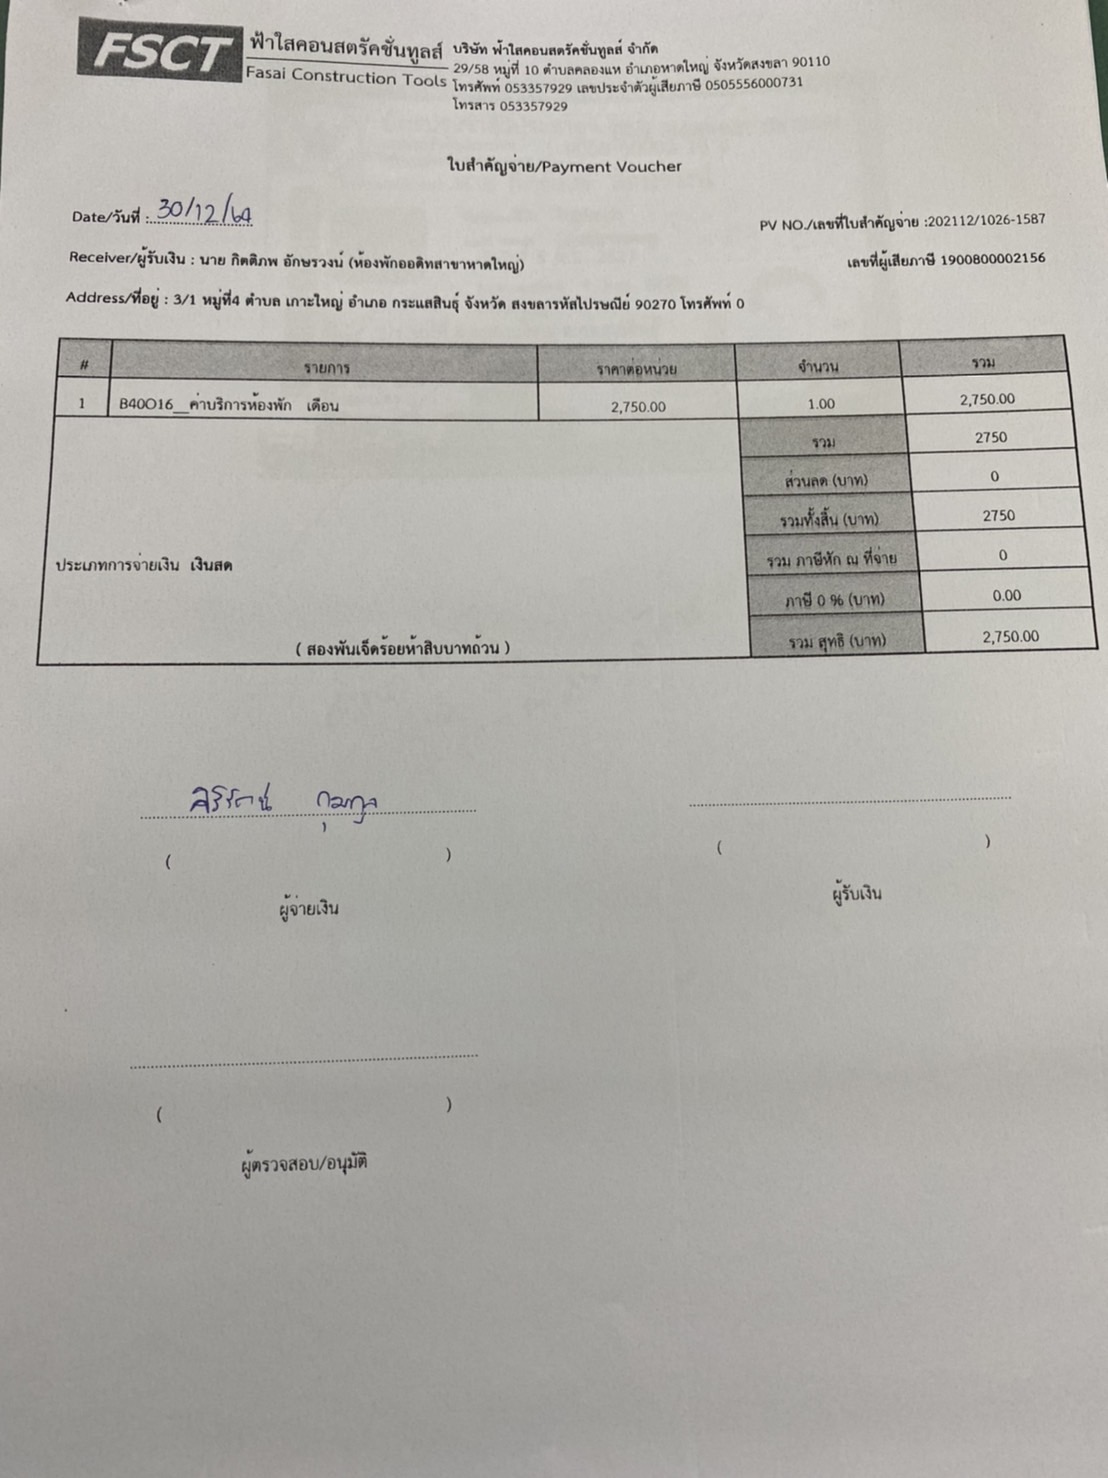 FSCT ฟ้าใสคอนสตรัคชั่นทูลส์
Fasai Construction Tools
บริษัท ฟ้าใสคอนสตรัคชั่นทูลส์ จำกัด
29/58 หมู่ที่ 10 ตำบลคลองแห อำเภอหาดใหญ่ จังหวัดสงขลา 90110
โทรศัพท์ 053357929 เลขประจำตัวผู้เสียภาษี 0505556000731
โทรสาร 053357929
ใบสำคัญจ่าย/Payment Voucher
Date/วันที่ : 30/12/64
PV NO./เลขที่ใบสำคัญจ่าย :202112/1026-1587
Receiver/ผู้รับเงิน : นาย กิตติภพ อักษรวงน์ (ห้องพักออดิทสาขาหาดใหญ่)
เลขที่ผู้เสียภาษี 1900800002156
Address/ที่อยู่ : 3/1 หมู่ที่4 ตำบล เกาะใหญ่ อำเภอ กระแสสินธุ์ จังหวัด สงขลารหัสไปรษณีย์ 90270 โทรศัพท์ 0
# รายการ ราคาต่อหน่วย จำนวน รวม
1 B40O16__ค่าบริการห้องพัก เดือน 2,750.00 1.00 2,750.00
รวม 2750
ส่วนลด (บาท) 0
รวมทั้งสิ้น (บาท) 2750
ประเภทการจ่ายเงิน เงินสด
รวม ภาษีหัก ณ ที่จ่าย 0
ภาษี 0 % (บาท) 0.00
( สองพันเจ็ดร้อยห้าสิบบาทถ้วน )
รวม สุทธิ (บาท) 2,750.00
( )
( )
ผู้จ่ายเงิน
ผู้รับเงิน
( )
ผู้ตรวจสอบ/อนุมัติ